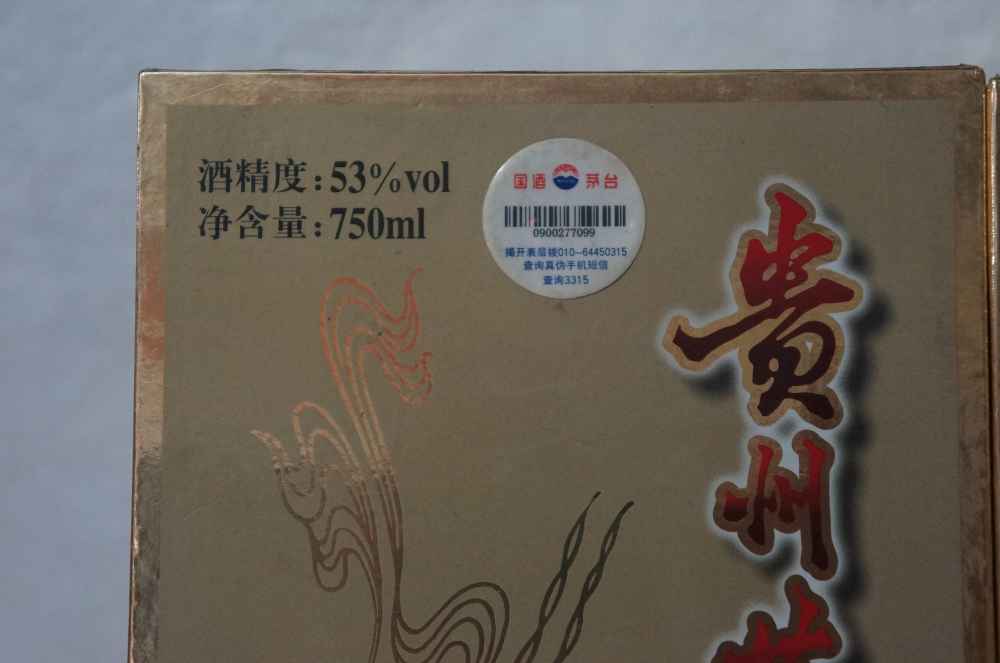 酒精度:53%vol
净含量:750ml
国酒 茅台
0900277099
揭开表层拨010-64450315
查询真伪手机短信
查询3315
贵
州